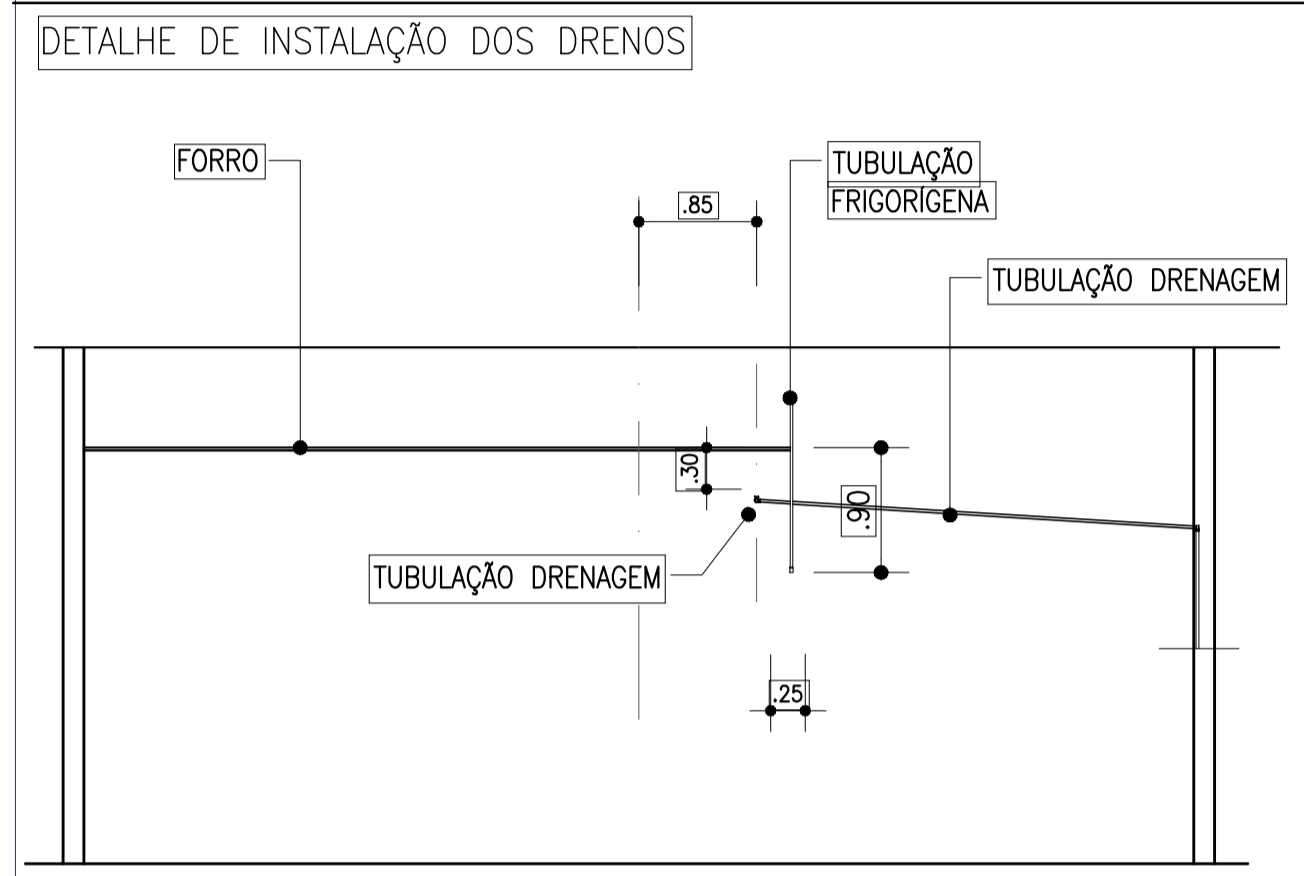 DETALHE DE INSTALAÇÃO DOS DRENOS
FORRO
TUBULAÇÃO
FRIGORÍGENA
.85
TUBULAÇÃO DRENAGEM
.30
.90
TUBULAÇÃO DRENAGEM
.25